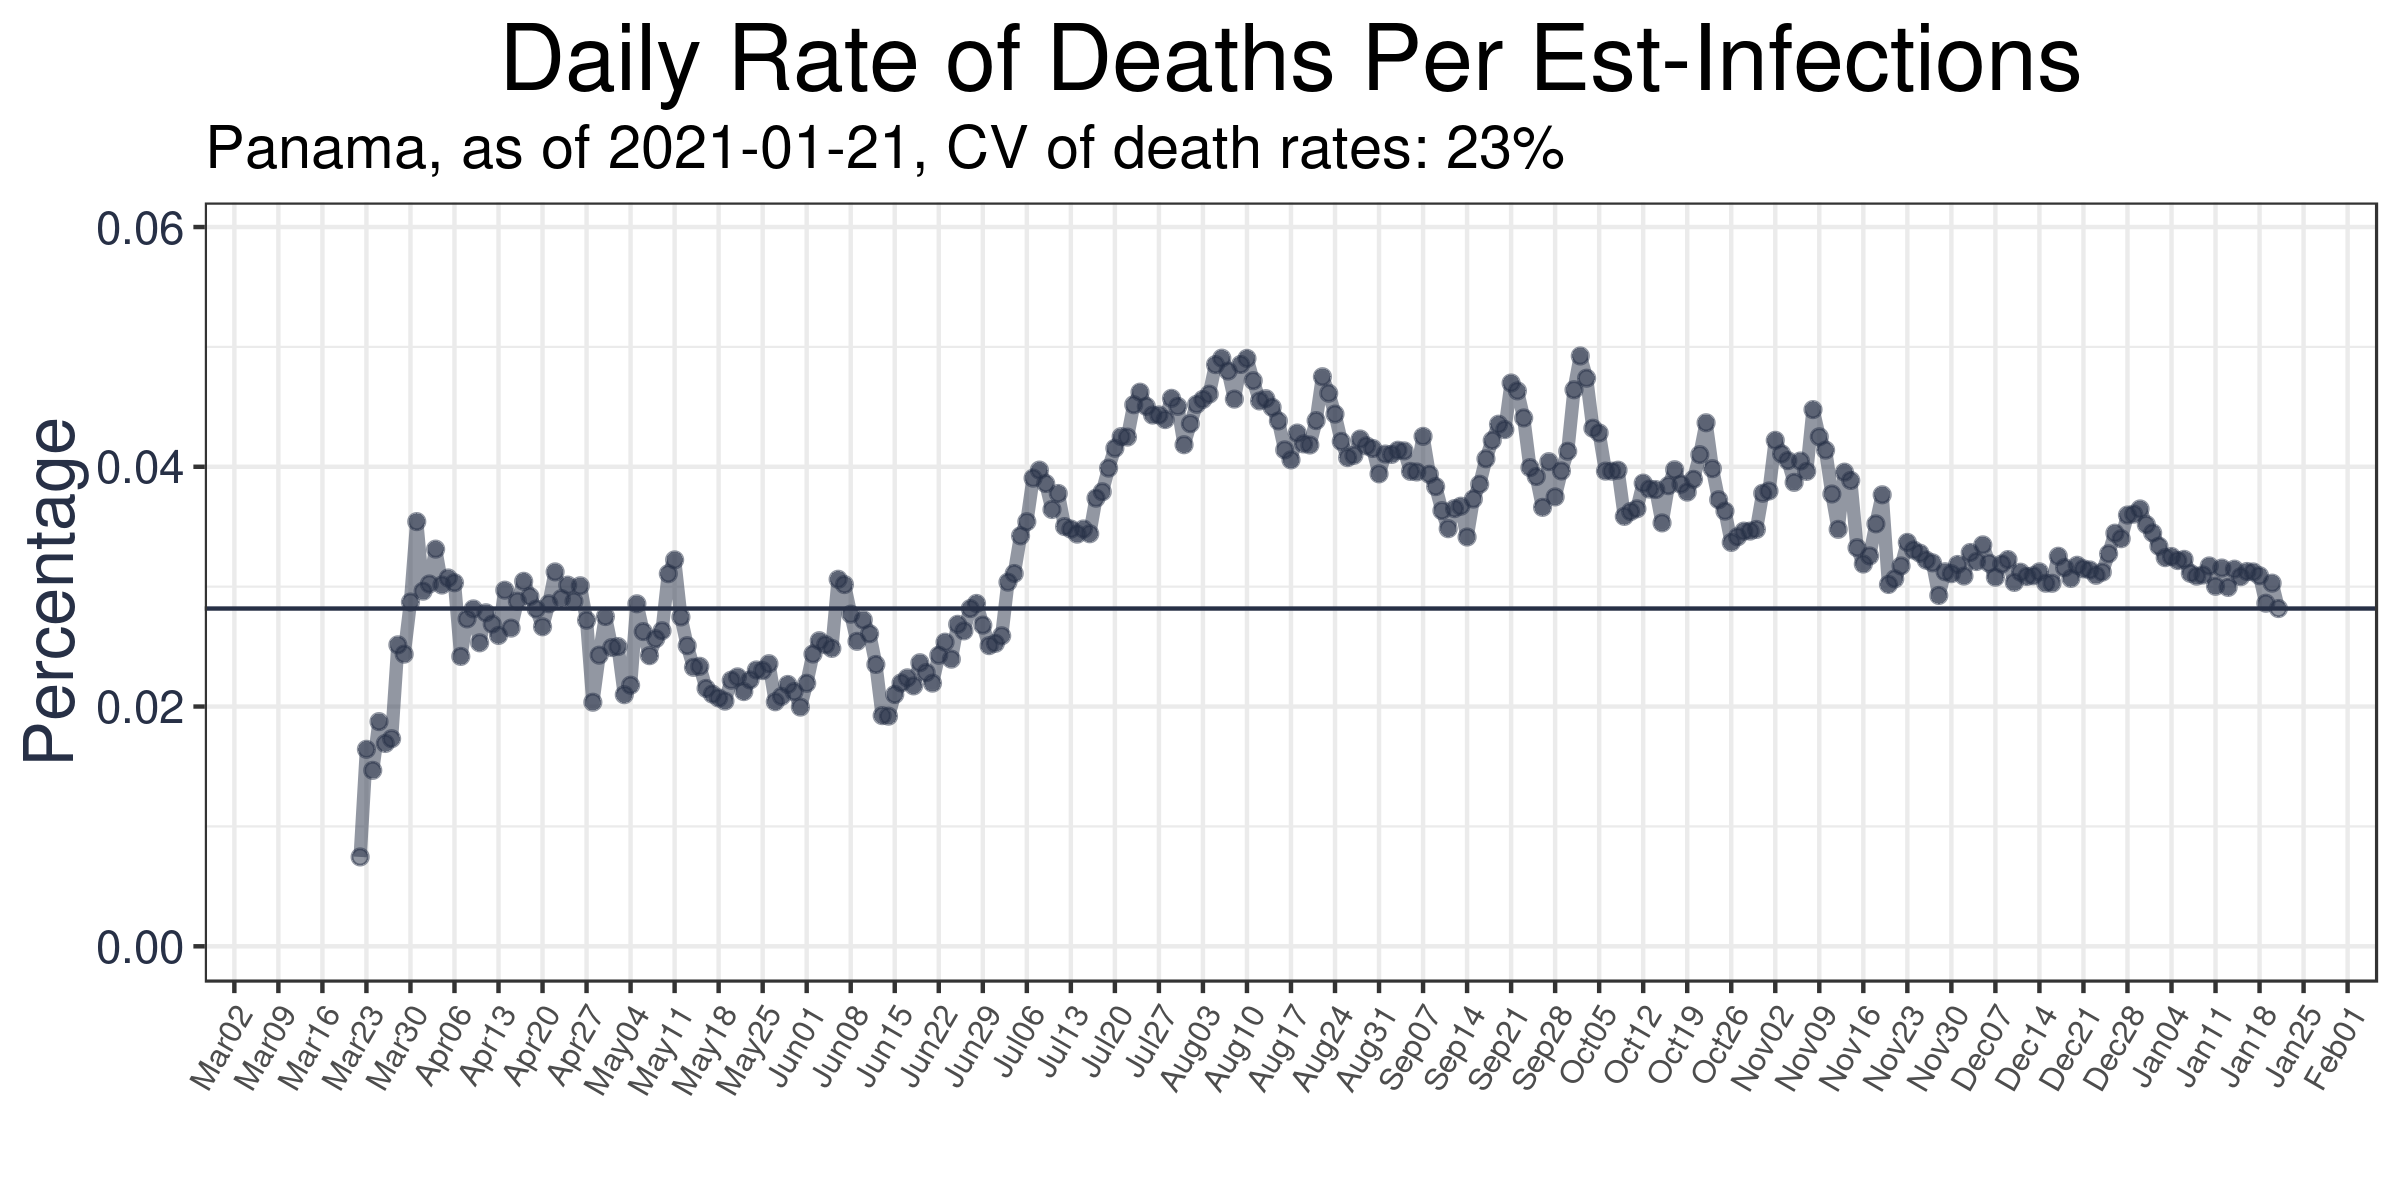 Daily Rate of Deaths Per Est-Infections
Panama, as of 2021-01-21, CV of death rates: 23%
Percentage
0.06
0.04
0.02
0.00
Mar02
Mar09
Mar16
Mar23
Mar30
Apr06
Apr13
Apr20
Apr27
May04
May11
May18
May25
Jun01
Jun08
Jun15
Jun22
Jun29
Jul06
Jul13
Jul20
Jul27
Aug03
Aug10
Aug17
Aug24
Aug31
Sep07
Sep14
Sep21
Sep28
Oct05
Oct12
Oct19
Oct26
Nov02
Nov09
Nov16
Nov23
Nov30
Dec07
Dec14
Dec21
Dec28
Jan04
Jan11
Jan18
Jan25
Feb01